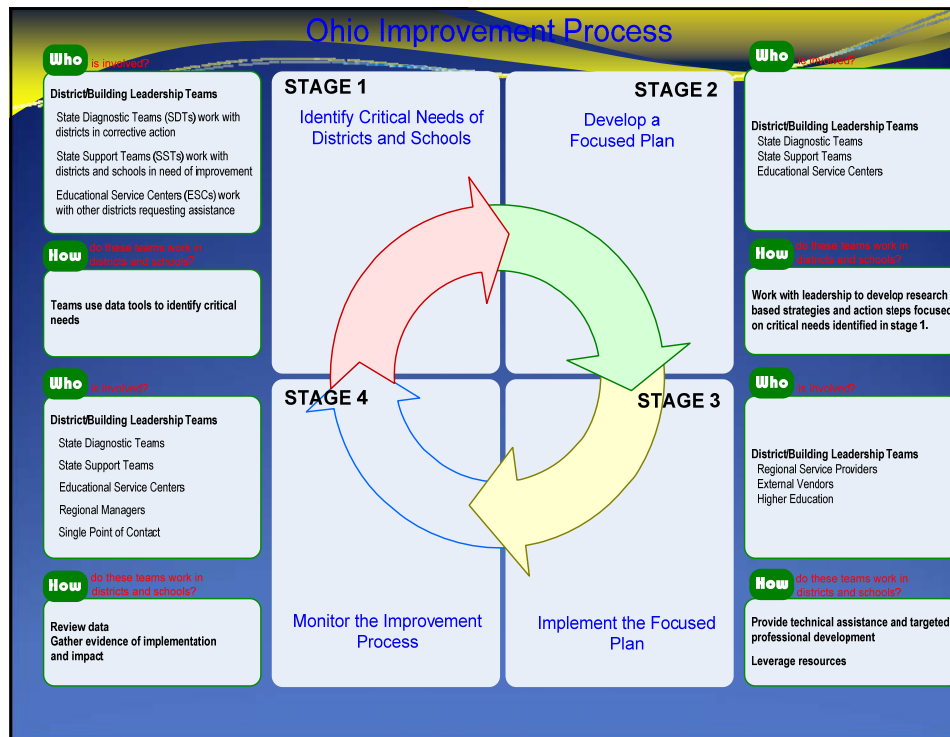 Ohio Improvement Process
Who is involved?
District/Building Leadership Teams
State Diagnostic Teams (SDTs) work with
districts in corrective action
State Support Teams (SSTs) work with
districts and schools in need of improvement
Educational Service Centers (ESCs) work
with other districts requesting assistance
How do these teams work in
districts and schools?
Teams use data tools to identify critical
needs
STAGE 1
Identify Critical Needs of
Districts and Schools
STAGE 2
Develop a
Focused Plan
Who is involved?
District/Building Leadership Teams
State Diagnostic Teams
State Support Teams
Educational Service Centers
How do these teams work in
districts and schools?
Work with leadership to develop research
based strategies and action steps focused
on critical needs identified in stage 1.
Who is involved?
District/Building Leadership Teams
State Diagnostic Teams
State Support Teams
Educational Service Centers
Regional Managers
Single Point of Contact
How do these teams work in
districts and schools?
Review data
Gather evidence of implementation
and impact
STAGE 4
Monitor the Improvement
Process
STAGE 3
Implement the Focused
Plan
Who is involved?
District/Building Leadership Teams
Regional Service Providers
External Vendors
Higher Education
How do these teams work in
districts and schools?
Provide technical assistance and targeted
professional development
Leverage resources